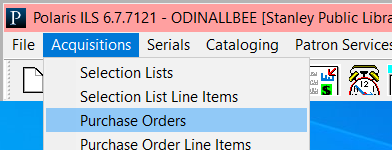 P Polaris ILS 6.7.7121 - ODINALLBEE [Stanley Public Libra
File Acquisitions Serials Cataloging Patron Services
Selection Lists
Selection List Line Items
Purchase Orders
Purchase Order Line Items